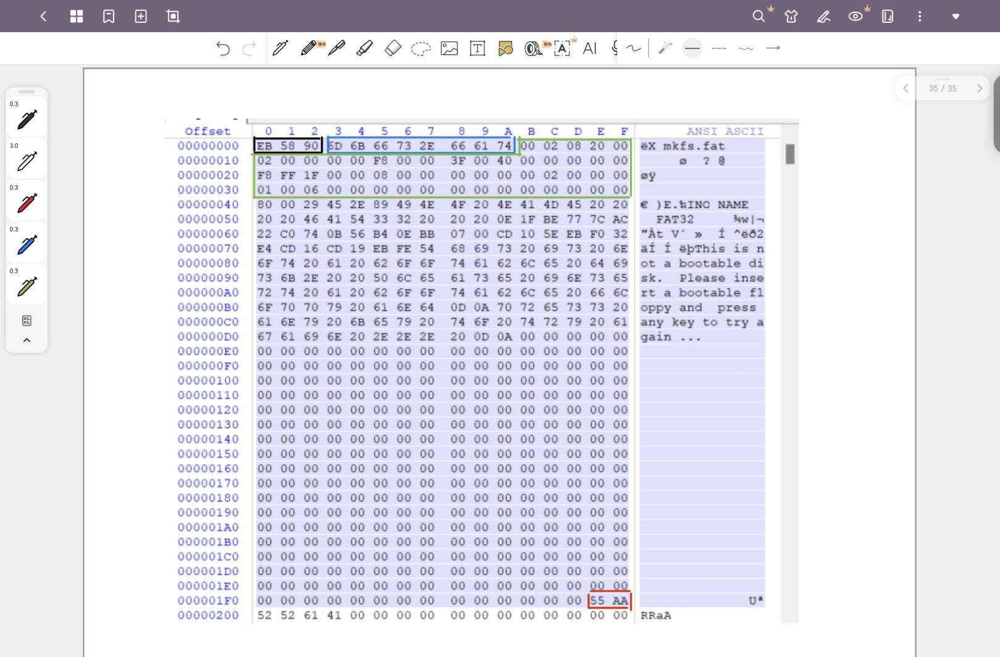 35 / 35
限免
限免
T
A
AI
0.3
3.0
0.3
0.3
0.3
Offset 0 1 2 3 4 5 6 7 8 9 A B C D E F ANSI ASCII
00000000 EB 58 90 6D 6B 66 73 2E 66 61 74 00 02 08 20 00 ëX mkfs.fat
00000010 02 00 00 00 00 F8 00 00 3F 00 40 00 00 00 00 00 ø ? @
00000020 F8 FF 1F 00 00 08 00 00 00 00 00 00 02 00 00 00 øÿ
00000030 01 00 06 00 00 00 00 00 00 00 00 00 00 00 00 00
00000040 80 00 29 45 2E 89 49 4E 4F 20 4E 41 4D 45 20 20 € )E.‰INO NAME
00000050 20 20 46 41 54 33 32 20 20 20 0E 1F BE 77 7C AC FAT32 ¾w|¬
00000060 22 C0 74 0B 56 B4 0E BB 07 00 CD 10 5E EB F0 32 "Àt V´ » Í ^ëð2
00000070 E4 CD 16 CD 19 EB FE 54 68 69 73 20 69 73 20 6E äÍ Í ëþThis is n
00000080 6F 74 20 61 20 62 6F 6F 74 61 62 6C 65 20 64 69 ot a bootable di
00000090 73 6B 2E 20 20 50 6C 65 61 73 65 20 69 6E 73 65 sk. Please inse
000000A0 72 74 20 61 20 62 6F 6F 74 61 62 6C 65 20 66 6C rt a bootable fl
000000B0 6F 70 70 79 20 61 6E 64 0D 0A 70 72 65 73 73 20 oppy and press
000000C0 61 6E 79 20 6B 65 79 20 74 6F 20 74 72 79 20 61 any key to try a
000000D0 67 61 69 6E 20 2E 2E 2E 20 0D 0A 00 00 00 00 00 gain ...
000000E0 00 00 00 00 00 00 00 00 00 00 00 00 00 00 00 00
000000F0 00 00 00 00 00 00 00 00 00 00 00 00 00 00 00 00
00000100 00 00 00 00 00 00 00 00 00 00 00 00 00 00 00 00
00000110 00 00 00 00 00 00 00 00 00 00 00 00 00 00 00 00
00000120 00 00 00 00 00 00 00 00 00 00 00 00 00 00 00 00
00000130 00 00 00 00 00 00 00 00 00 00 00 00 00 00 00 00
00000140 00 00 00 00 00 00 00 00 00 00 00 00 00 00 00 00
00000150 00 00 00 00 00 00 00 00 00 00 00 00 00 00 00 00
00000160 00 00 00 00 00 00 00 00 00 00 00 00 00 00 00 00
00000170 00 00 00 00 00 00 00 00 00 00 00 00 00 00 00 00
00000180 00 00 00 00 00 00 00 00 00 00 00 00 00 00 00 00
00000190 00 00 00 00 00 00 00 00 00 00 00 00 00 00 00 00
000001A0 00 00 00 00 00 00 00 00 00 00 00 00 00 00 00 00
000001B0 00 00 00 00 00 00 00 00 00 00 00 00 00 00 00 00
000001C0 00 00 00 00 00 00 00 00 00 00 00 00 00 00 00 00
000001D0 00 00 00 00 00 00 00 00 00 00 00 00 00 00 00 00
000001E0 00 00 00 00 00 00 00 00 00 00 00 00 00 00 00 00
000001F0 00 00 00 00 00 00 00 00 00 00 00 00 00 00 55 AA Uª
00000200 52 52 61 41 00 00 00 00 00 00 00 00 00 00 00 00 RRaA